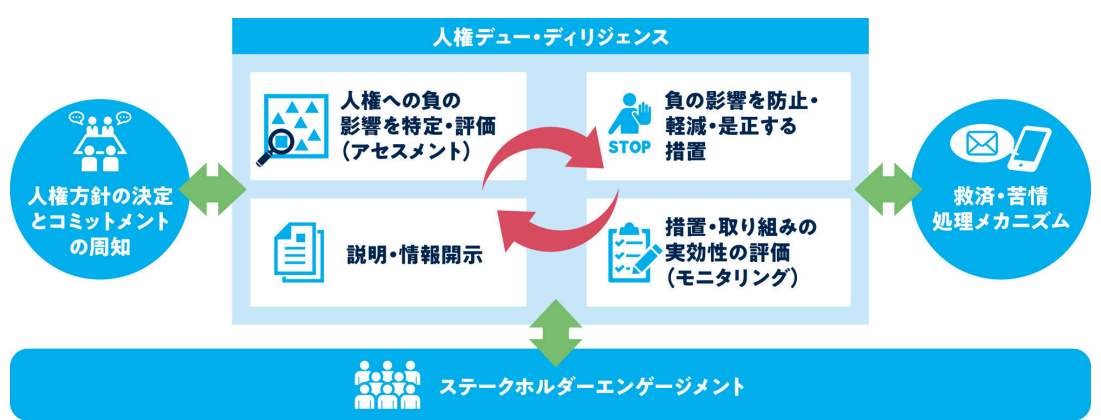 人権デュー・ディリジェンス
人権への負の
影響を特定・評価
(アセスメント)
STOP
負の影響を防止・
軽減・是正する
措置
説明・情報開示
措置・取り組みの
実効性の評価
(モニタリング)
人権方針の決定
とコミットメント
の周知
救済・苦情
処理メカニズム
ステークホルダーエンゲージメント